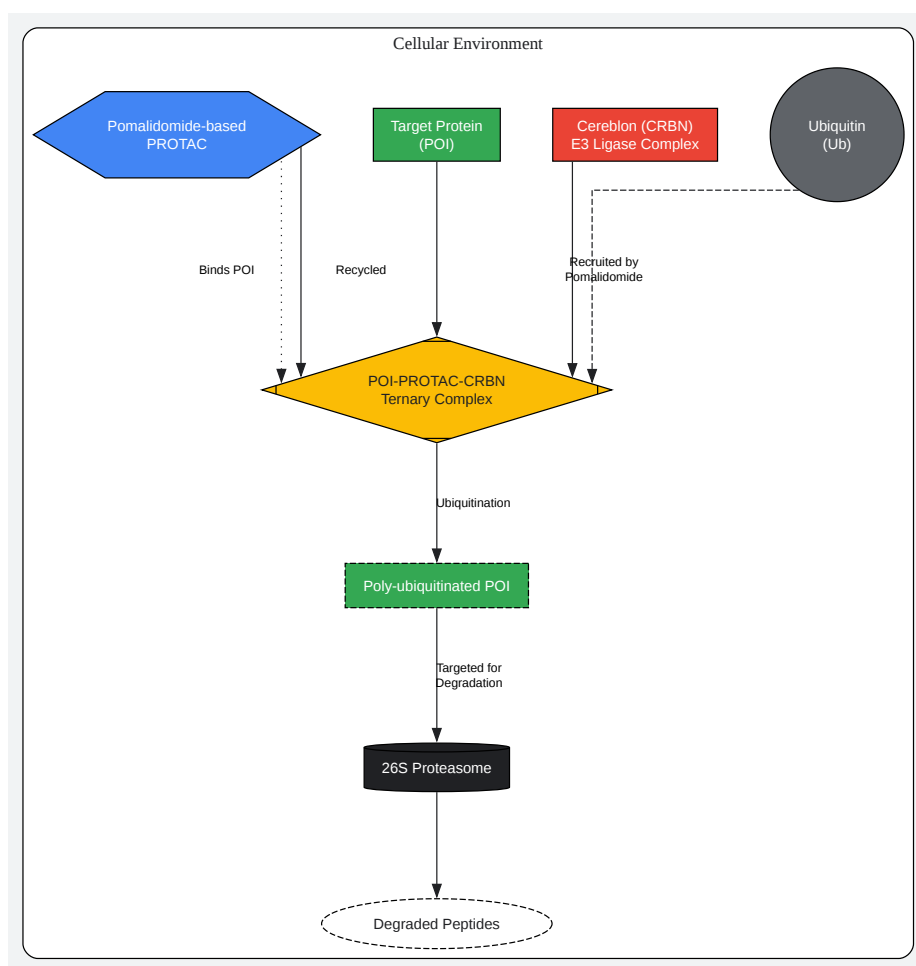 Cellular Environment
Pomalidomide-based
PROTAC
Target Protein
(POI)
Cereblon (CRBN)
E3 Ligase Complex
Ubiquitin
(Ub)
Binds POI
Recycled
Recruited by
Pomalidomide
POI-PROTAC-CRBN
Ternary Complex
Ubiquitination
Poly-ubiquitinated POI
Targeted for
Degradation
26S Proteasome
Degraded Peptides